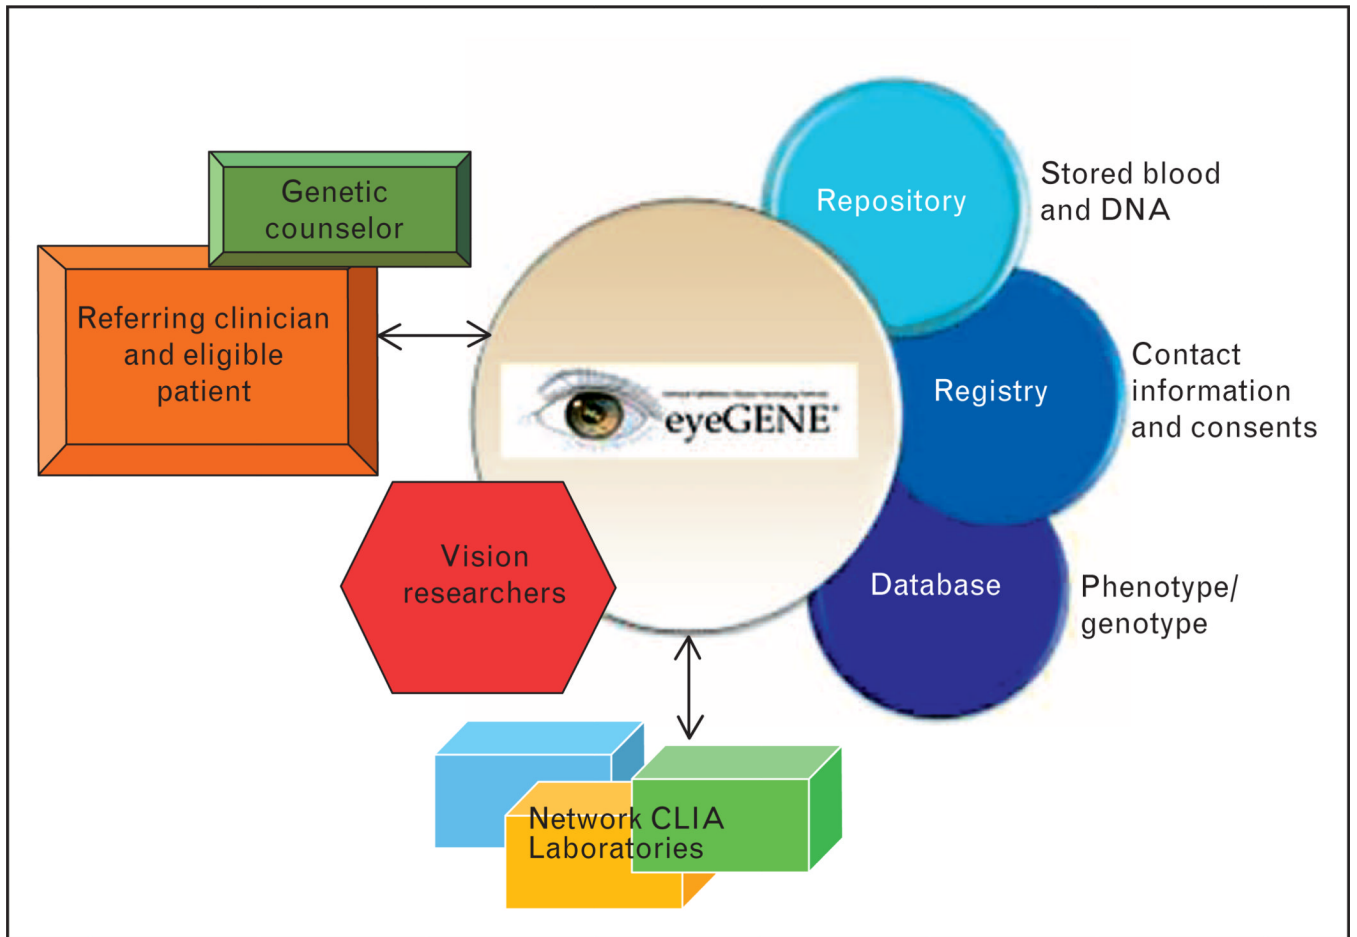 Genetic
counselor
Referring clinician
and eligible
patient
Repository
Stored blood
and DNA
Registry
Contact
information
and consents
eyeGENE®
Vision
researchers
Database
Phenotype/
genotype
Network CLIA
Laboratories